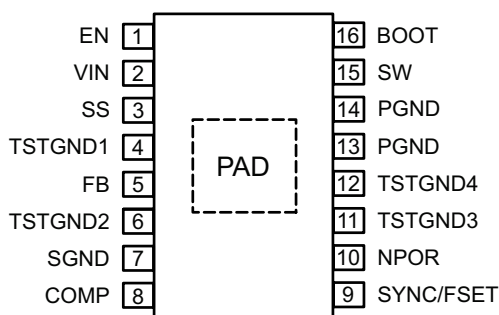 EN 1 16 BOOT
VIN 2 15 SW
SS 3 14 PGND
TSTGND1 4 13 PGND
PAD
FB 5 12 TSTGND4
TSTGND2 6 11 TSTGND3
SGND 7 10 NPOR
COMP 8 9 SYNC/FSET